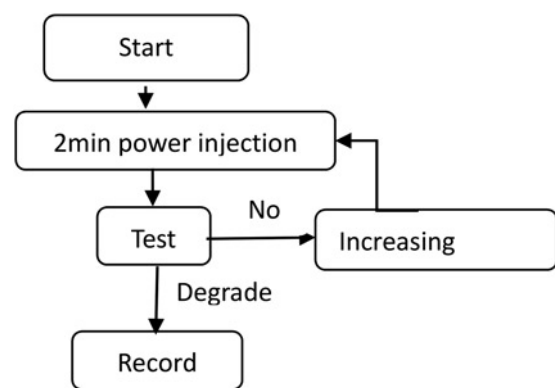 Start
2min power injection
Test
No
Increasing
Degrade
Record